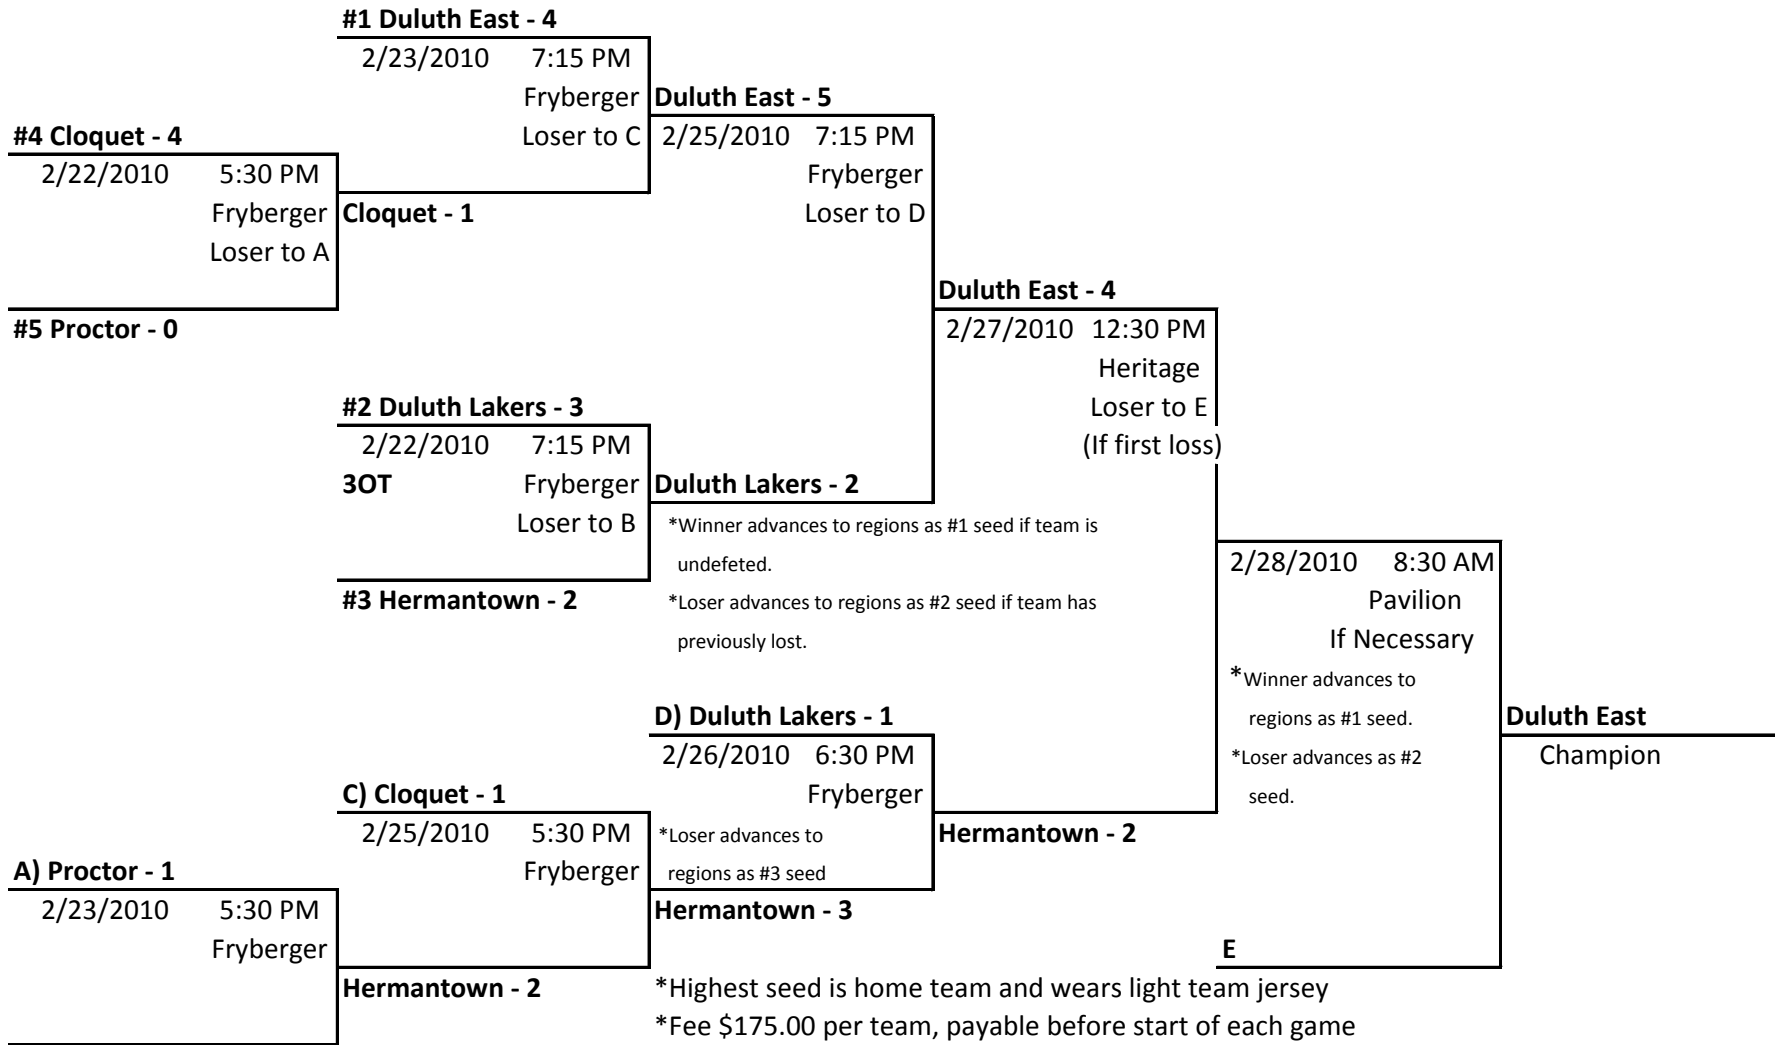 #1 Duluth East - 4
2/23/2010 7:15 PM
Fryberger
Loser to C
Duluth East - 5
2/25/2010 7:15 PM
Fryberger
Loser to D
#4 Cloquet - 4
2/22/2010 5:30 PM
Fryberger
Loser to A
Cloquet - 1
#5 Proctor - 0
Duluth East - 4
2/27/2010 12:30 PM
Heritage
Loser to E
(If first loss)
#2 Duluth Lakers - 3
2/22/2010 7:15 PM
3OT Fryberger
Loser to B
Duluth Lakers - 2
*Winner advances to regions as #1 seed if team is
undefeted.
*Loser advances to regions as #2 seed if team has
previously lost.
#3 Hermantown - 2
2/28/2010 8:30 AM
Pavilion
If Necessary
*Winner advances to
regions as #1 seed.
*Loser advances as #2
seed.
Duluth East
Champion
D) Duluth Lakers - 1
2/26/2010 6:30 PM
Fryberger
*Loser advances to
regions as #3 seed
Hermantown - 2
C) Cloquet - 1
2/25/2010 5:30 PM
Fryberger
Hermantown - 3
A) Proctor - 1
2/23/2010 5:30 PM
Fryberger
Hermantown - 2
E
*Highest seed is home team and wears light team jersey
*Fee $175.00 per team, payable before start of each game